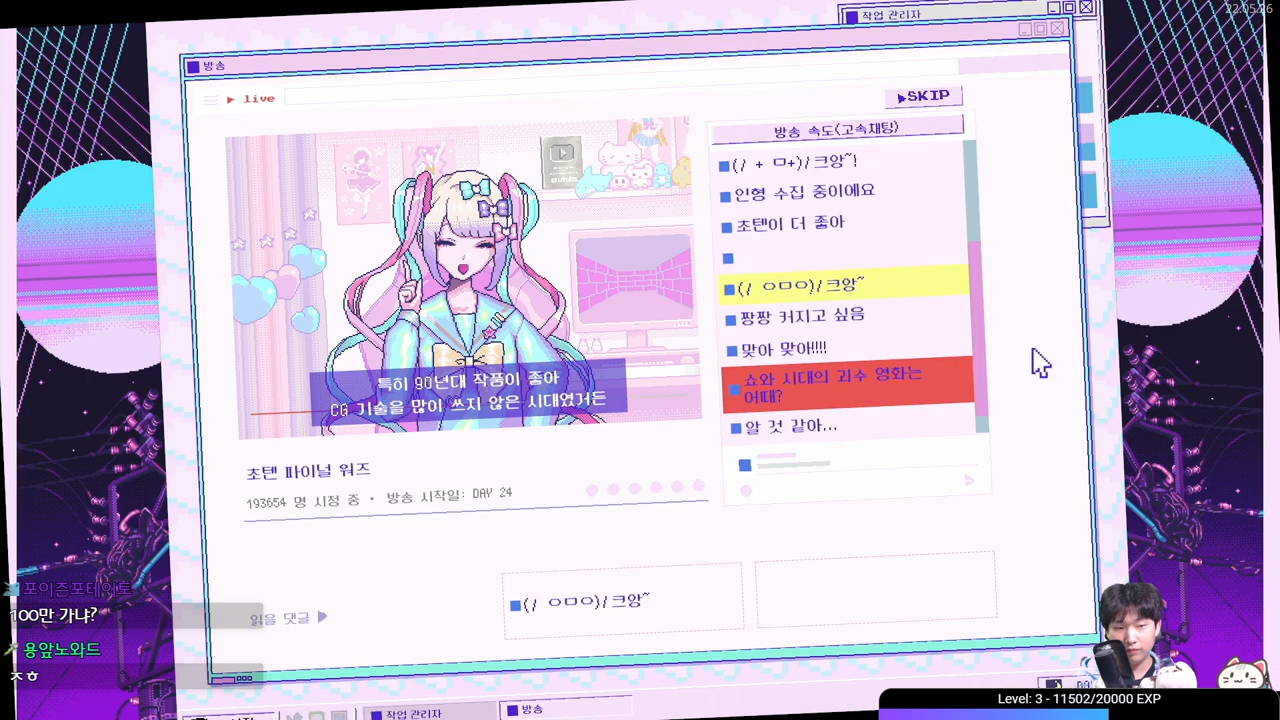 22:05:26
작업 관리자
방송
▶ live
▶SKIP
방송 속도(고속채팅)
(/ + ㅁ+)/크앙~!
인형 수집 중이에요
초텐이 더 좋아
(/ ㅇㅁㅇ)/크앙~
짱짱 커지고 싶음
맞아 맞아!!!!
쇼와 시대의 괴수 영화는
어때?
알 것 같아...
특히 90년대 작품이 좋아
CG 기술을 많이 쓰지 않은 시대였거든
초텐 파이널 워즈
193654 명 시청 중 • 방송 시작일: DAY 24
읽을 댓글 ▶
(/ ㅇㅁㅇ)/크앙~
포이즌포테이토
100만 가냐?
용앞노와드
ㅈㅎ
Level: 3 - 11502/20000 EXP
작업 관리자
방송